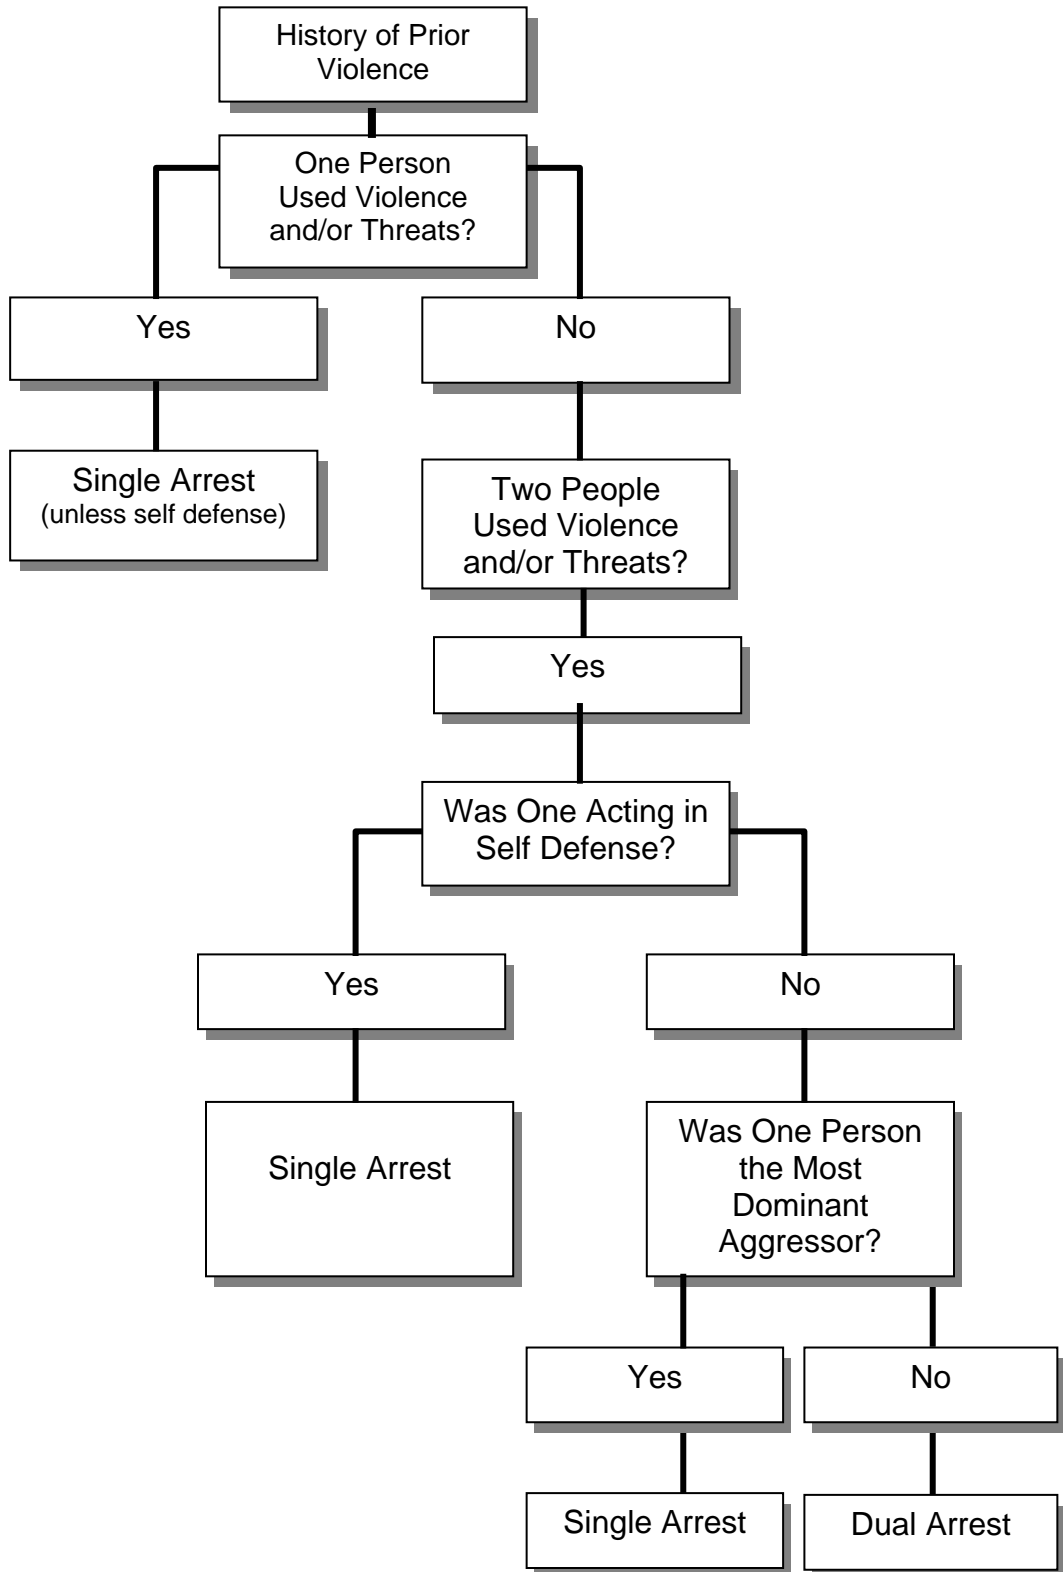 History of Prior
Violence
One Person
Used Violence
and/or Threats?
Yes
No
Single Arrest
(unless self defense)
Two People
Used Violence
and/or Threats?
Yes
Was One Acting in
Self Defense?
Yes
No
Single Arrest
Was One Person
the Most
Dominant
Aggressor?
Yes
No
Single Arrest
Dual Arrest